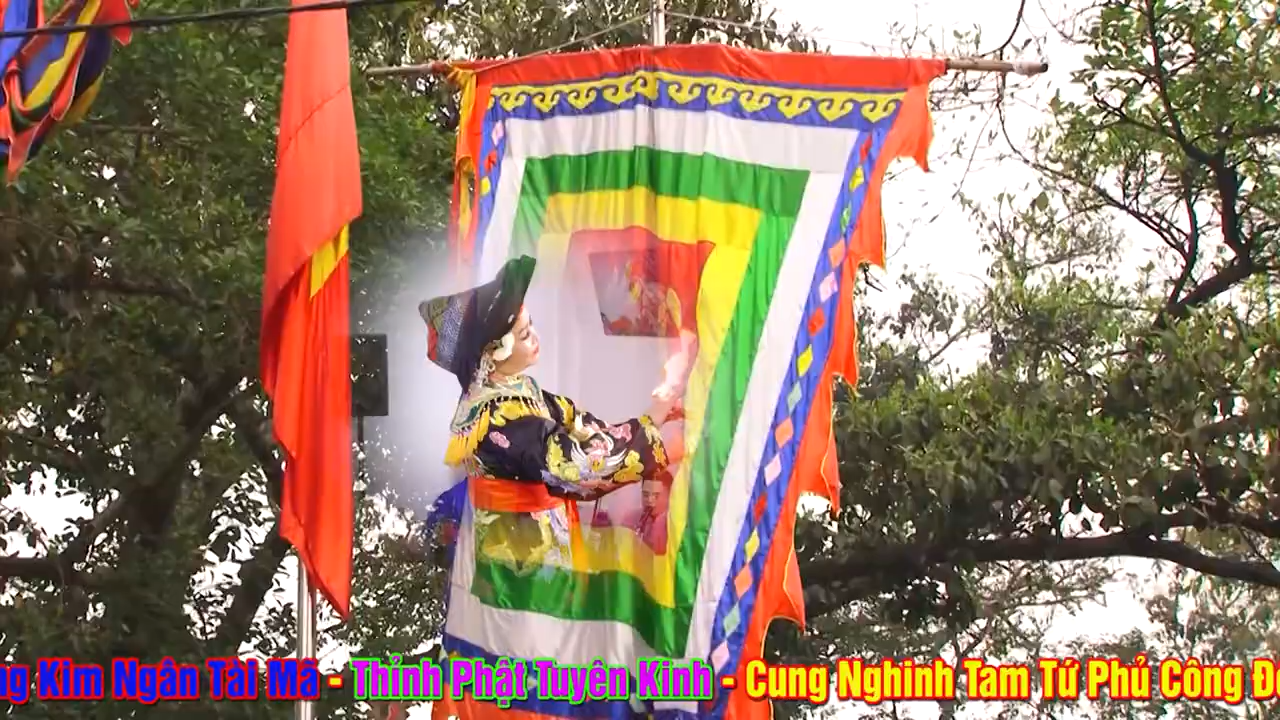 Kim Ngân Tài Mã - Thỉnh Phật Tuyên Kinh - Cung Nghinh Tam Tứ Phủ Công